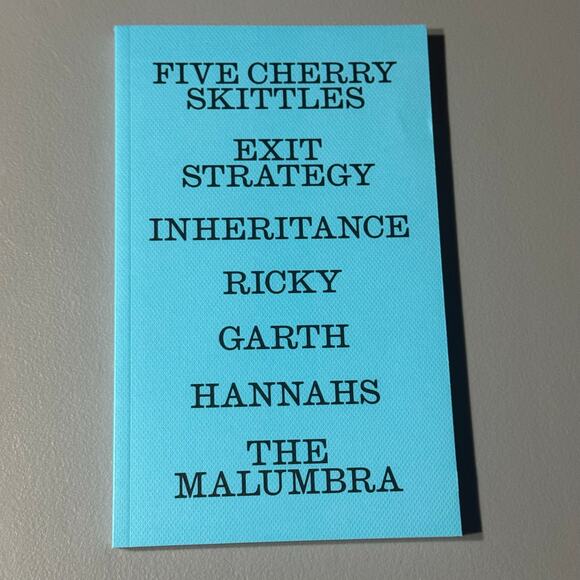 FIVE CHERRY
SKITTLES
EXIT
STRATEGY
INHERITANCE
RICKY
GARTH
HANNAHS
THE
MALUMBRA